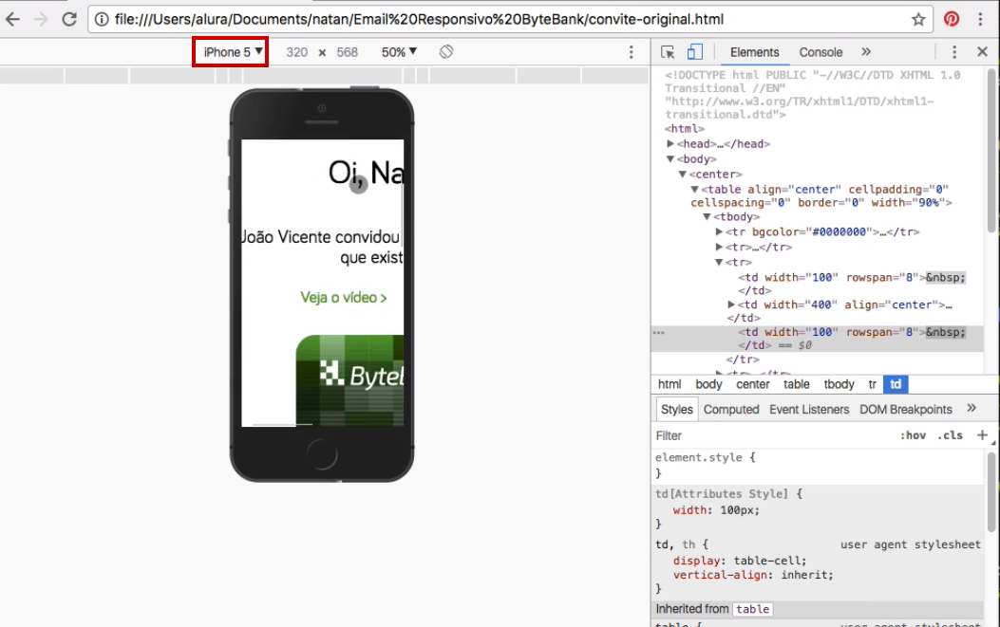 file:///Users/alura/Documents/natan/Email%20Responsivo%20ByteBank/convite-original.html
iPhone 5 ▼ 320 × 568 50% ▼
Oi, Na
João Vicente convidou
que exist
Veja o vídeo >
Byte
Elements Console »
<!DOCTYPE html PUBLIC "-//W3C//DTD XHTML 1.0
Transitional //EN"
"http://www.w3.org/TR/xhtml1/DTD/xhtml1-
transitional.dtd">
<html>
▶<head>…</head>
▼<body>
▼<center>
▼<table align="center" cellpadding="0"
cellspacing="0" border="0" width="90%">
▼<tbody>
▶<tr bgcolor="#0000000">…</tr>
▶<tr>…</tr>
▼<tr>
<td width="100" rowspan="8">&nbsp;
</td>
▶<td width="400" align="center">…
</td>
<td width="100" rowspan="8">&nbsp;
</td> == $0
</tr>
html body center table tbody tr td
Styles Computed Event Listeners DOM Breakpoints »
Filter :hov .cls +
element.style {
}
td[Attributes Style] {
width: 100px;
}
td, th { user agent stylesheet
display: table-cell;
vertical-align: inherit;
}
Inherited from table
table { user agent stylesheet